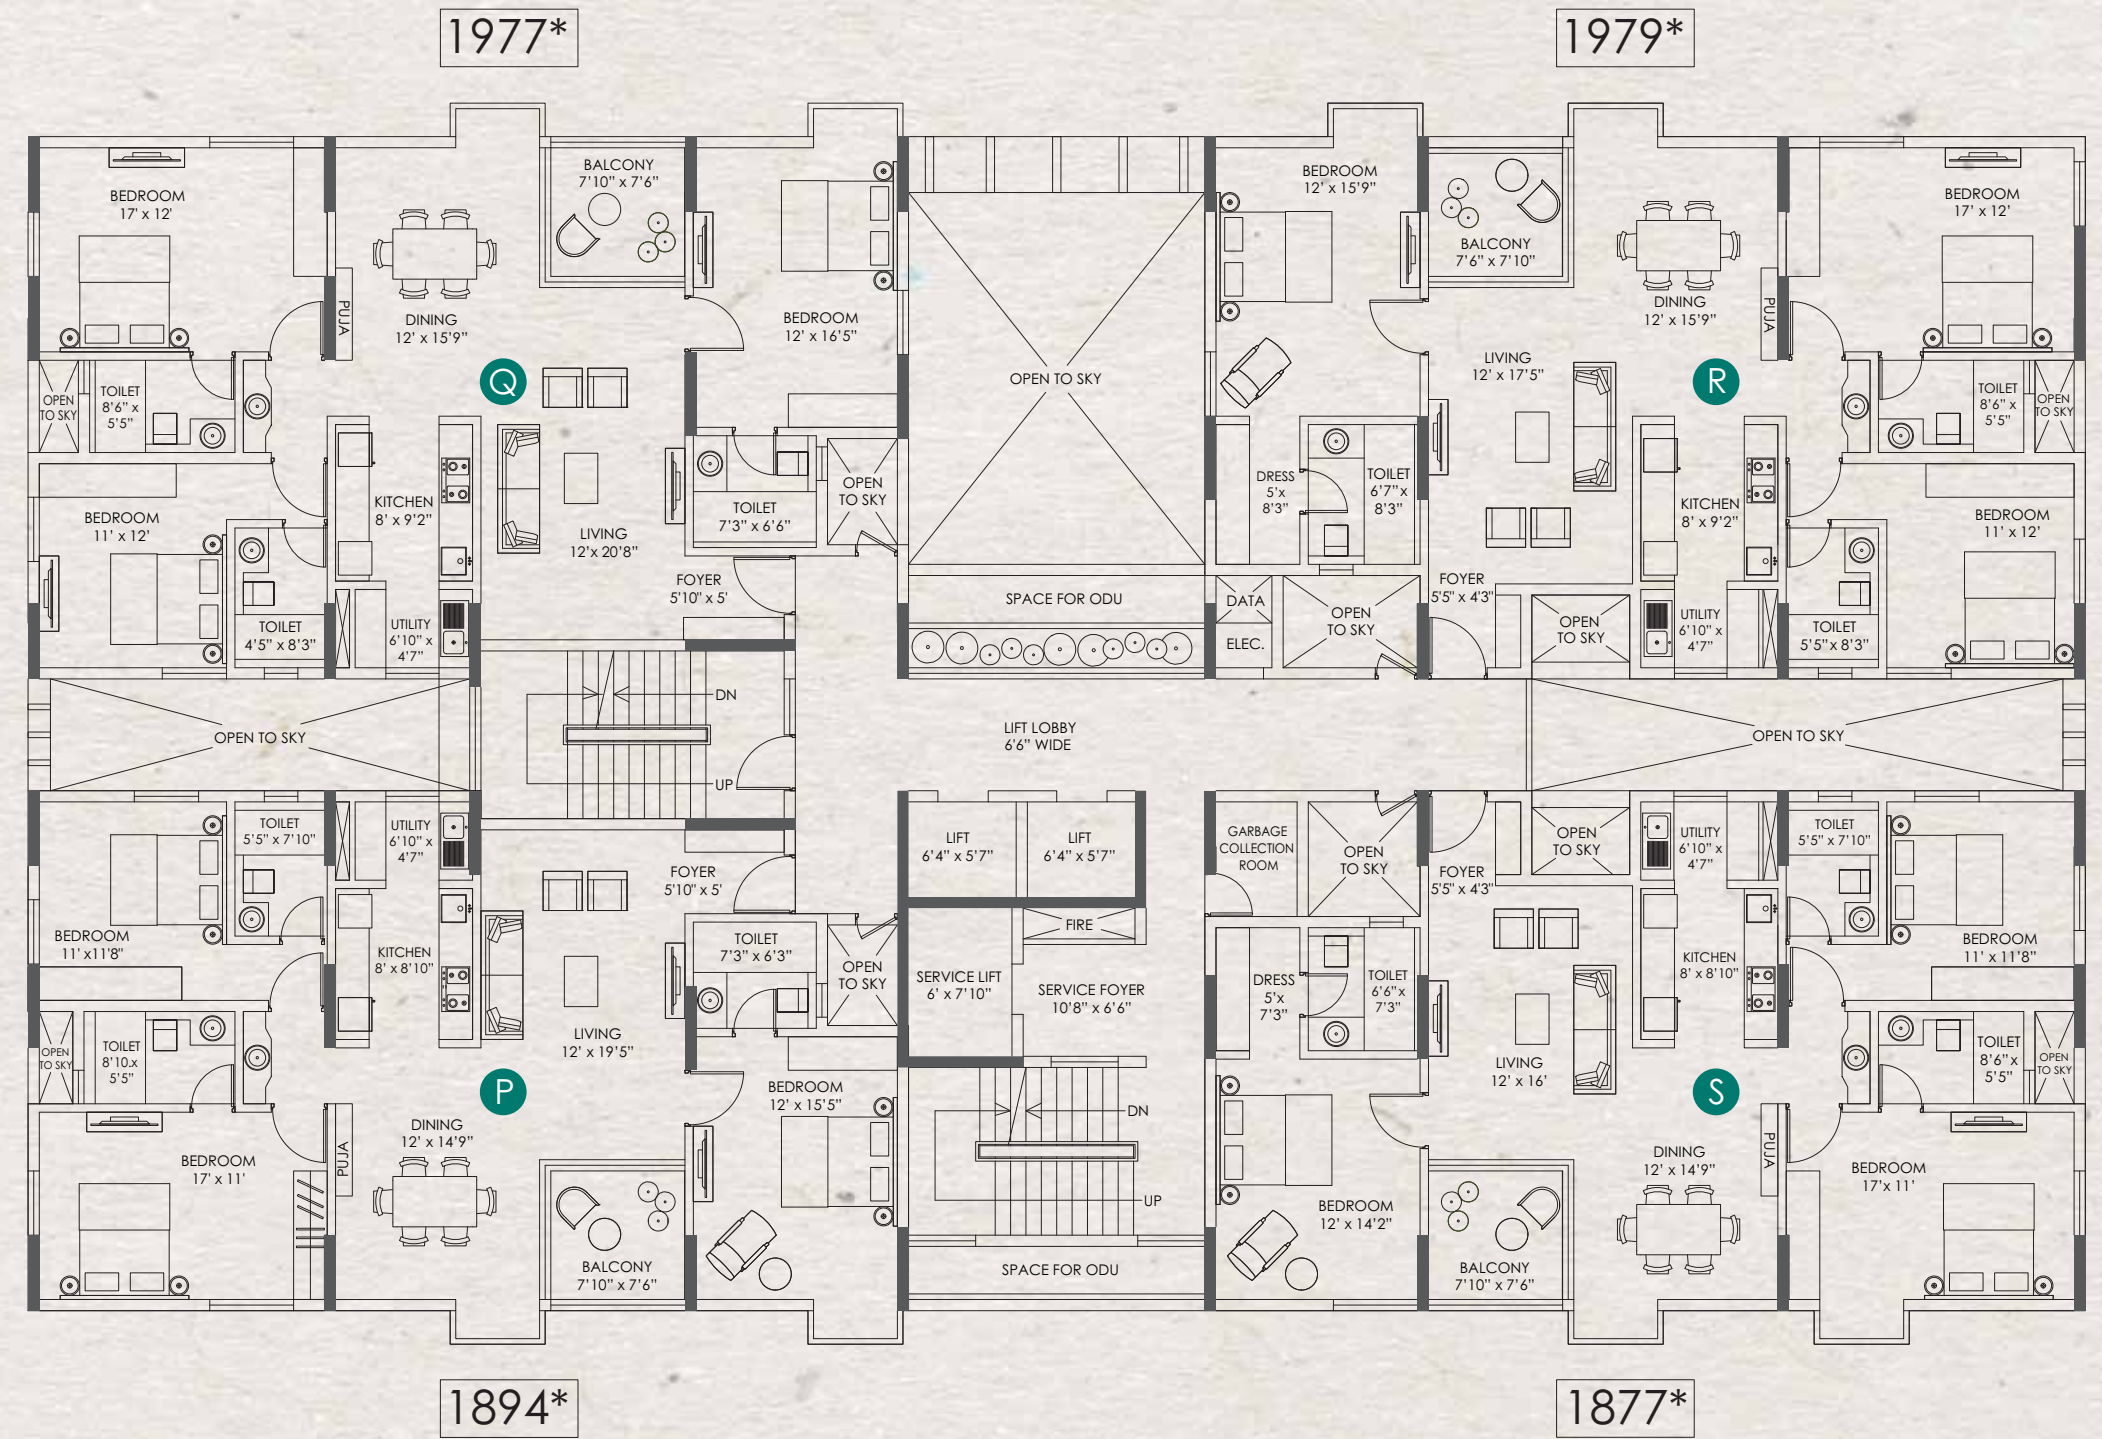 1977*
1979*
BEDROOM
17' x 12'
DINING
12' x 15'9"
PUJA
BALCONY
7'10" x 7'6"
BEDROOM
12' x 16'5"
Q
OPEN
TO SKY
TOILET
8'6" x
5'5"
KITCHEN
8' x 9'2"
LIVING
12'x 20'8"
TOILET
7'3" x 6'6"
OPEN
TO SKY
BEDROOM
11' x 12'
TOILET
4'5" x 8'3"
UTILITY
6'10" x
4'7"
FOYER
5'10" x 5'
OPEN TO SKY
SPACE FOR ODU
BEDROOM
12' x 15'9"
BALCONY
7'6" x 7'10"
DINING
12' x 15'9"
PUJA
BEDROOM
17' x 12'
LIVING
12' x 17'5"
R
TOILET
8'6" x
5'5"
OPEN
TO SKY
DRESS
5'x
8'3"
TOILET
6'7"x
8'3"
KITCHEN
8' x 9'2"
BEDROOM
11' x 12'
DATA
ELEC.
OPEN
TO SKY
FOYER
5'5" x 4'3"
OPEN
TO SKY
UTILITY
6'10" x
4'7"
TOILET
5'5"x 8'3"
OPEN TO SKY
DN
UP
LIFT LOBBY
6'6" WIDE
OPEN TO SKY
TOILET
5'5" x 7'10"
UTILITY
6'10" x
4'7"
FOYER
5'10" x 5'
BEDROOM
11' x11'8"
KITCHEN
8' x 8'10"
TOILET
7'3" x 6'3"
OPEN
TO SKY
OPEN
TO SKY
TOILET
8'10.x
5'5"
LIVING
12' x 19'5"
P
BEDROOM
12' x 15'5"
BEDROOM
17' x 11'
PUJA
DINING
12' x 14'9"
BALCONY
7'10" x 7'6"
LIFT
6'4" x 5'7"
LIFT
6'4" x 5'7"
FIRE
SERVICE LIFT
6' x 7'10"
SERVICE FOYER
10'8" x 6'6"
DN
UP
SPACE FOR ODU
GARBAGE
COLLECTION
ROOM
OPEN
TO SKY
FOYER
5'5" x 4'3"
OPEN
TO SKY
UTILITY
6'10" x
4'7"
TOILET
5'5" x 7'10"
DRESS
5'x
7'3"
TOILET
6'6"x
7'3"
KITCHEN
8' x 8'10"
BEDROOM
11' x 11'8"
LIVING
12' x 16'
S
TOILET
8'6"x
5'5"
OPEN
TO SKY
BEDROOM
12' x 14'2"
BALCONY
7'10" x 7'6"
DINING
12' x 14'9"
PUJA
BEDROOM
17'x 11'
1894*
1877*